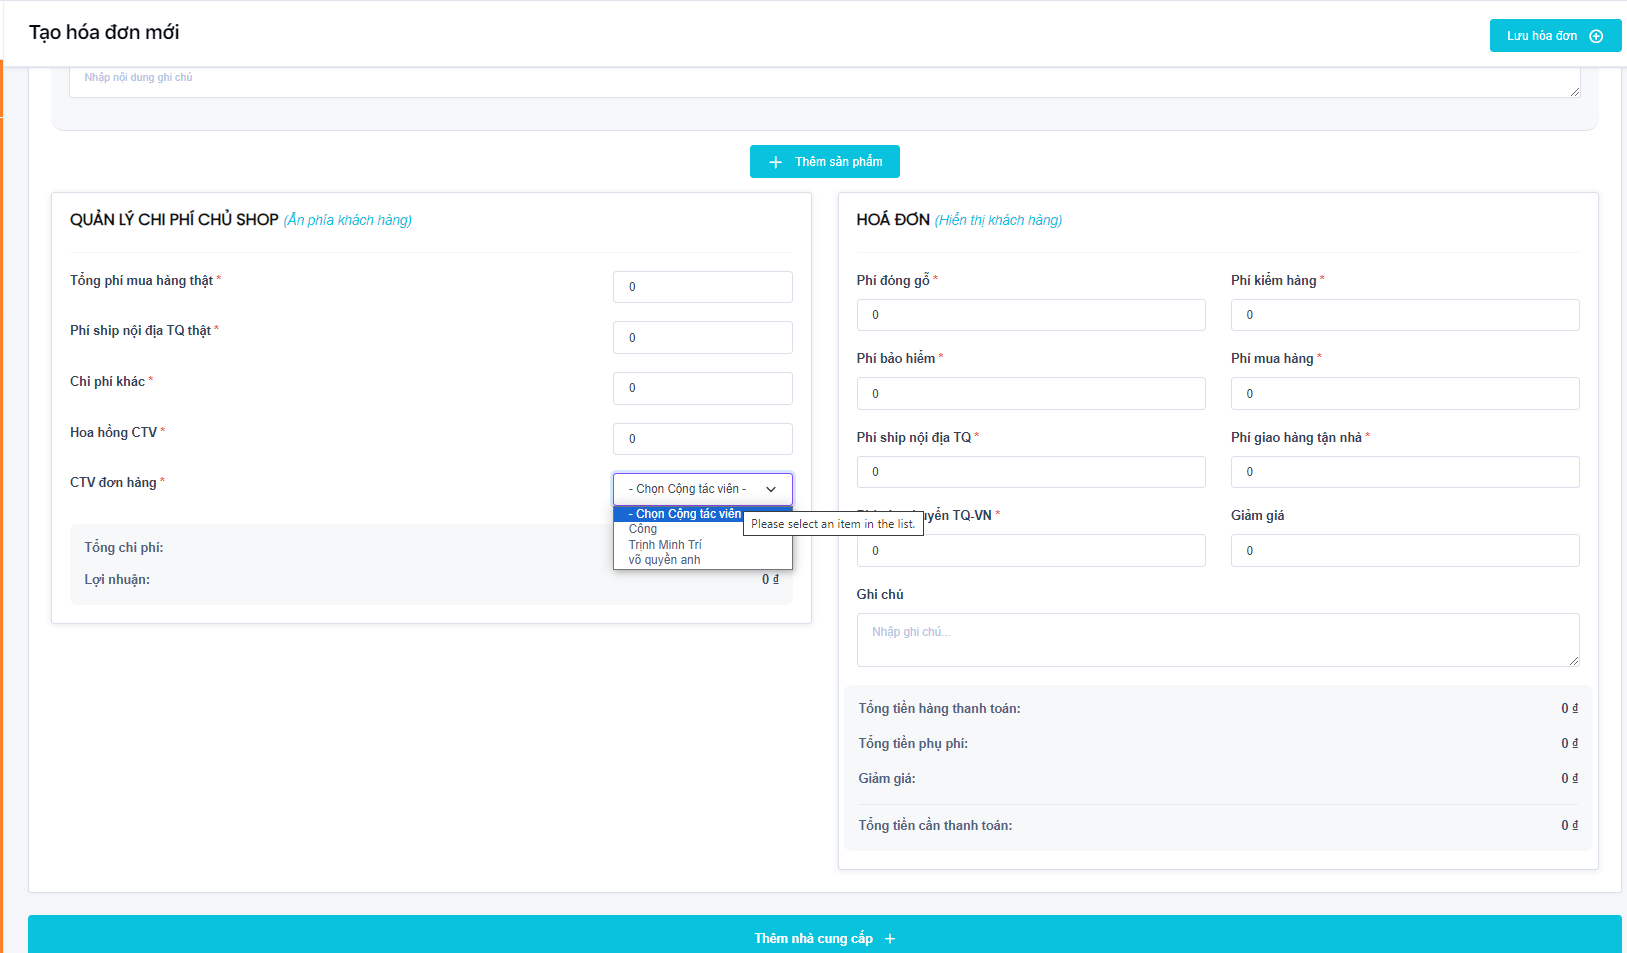 Tạo hóa đơn mới
Lưu hóa đơn
Nhập nội dung ghi chú
Thêm sản phẩm
QUẢN LÝ CHI PHÍ CHỦ SHOP (Ẩn phía khách hàng)
Tổng phí mua hàng thật *
0
Phí ship nội địa TQ thật *
0
Chi phí khác *
0
Hoa hồng CTV *
0
CTV đơn hàng *
- Chọn Cộng tác viên -
- Chọn Cộng tác viên
Công
Trịnh Minh Trí
võ quyền anh
Please select an item in the list.
Tổng chi phí:
Lợi nhuận:
0 ₫
HOÁ ĐƠN (Hiển thị khách hàng)
Phí đóng gỗ * Phí kiểm hàng *
0 0
Phí bảo hiểm * Phí mua hàng *
0 0
Phí ship nội địa TQ * Phí giao hàng tận nhà *
0 0
TQ-VN * Giảm giá
0 0
Ghi chú
Nhập ghi chú...
Tổng tiền hàng thanh toán: 0 ₫
Tổng tiền phụ phí: 0 ₫
Giảm giá: 0 ₫
Tổng tiền cần thanh toán: 0 ₫
Thêm nhà cung cấp +